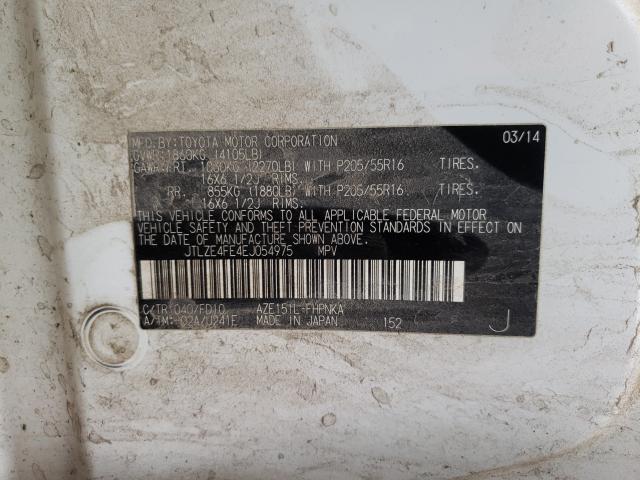 MFD.BY:TOYOTA MOTOR CORPORATION 03/14
GVWR:1860KG (4105LB)
GAWR:FRT. 1030KG (2270LB) WITH P205/55R16 TIRES.
16X6 1/2J RIMS.
RR. 855KG (1880LB) WITH P205/55R16 TIRES.
16X6 1/2J RIMS.
THIS VEHICLE CONFORMS TO ALL APPLICABLE FEDERAL MOTOR
VEHICLE SAFETY AND THEFT PREVENTION STANDARDS IN EFFECT ON
THE DATE OF MANUFACTURE SHOWN ABOVE.
JTLZE4FE4EJ054975 MPV
C/TR:040/FD10 AZE151L-FHPNKA
A/TM:-02A/U241E MADE IN JAPAN 152 J